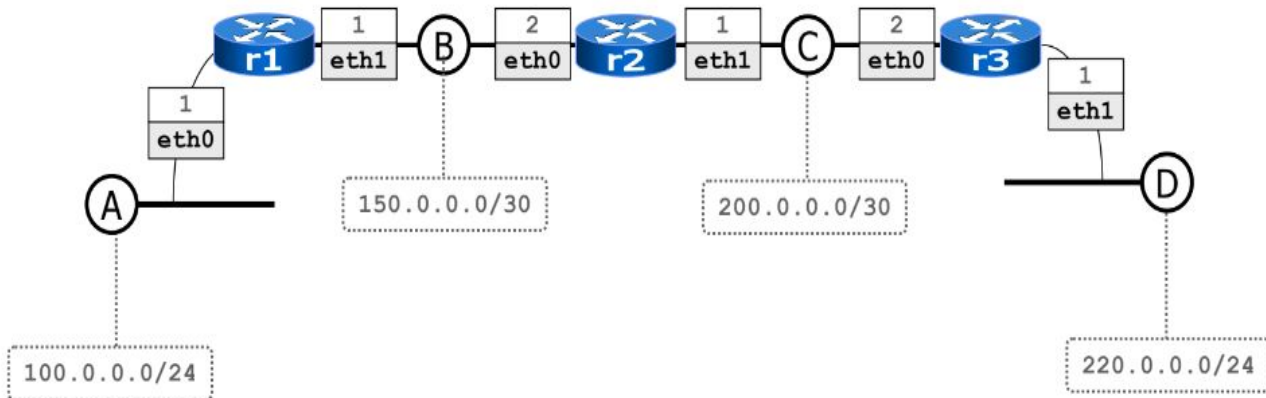 1
eth0
r1
1
eth1
B
2
eth0
r2
1
eth1
C
2
eth0
r3
1
eth1
A
150.0.0.0/30
200.0.0.0/30
D
100.0.0.0/24
220.0.0.0/24